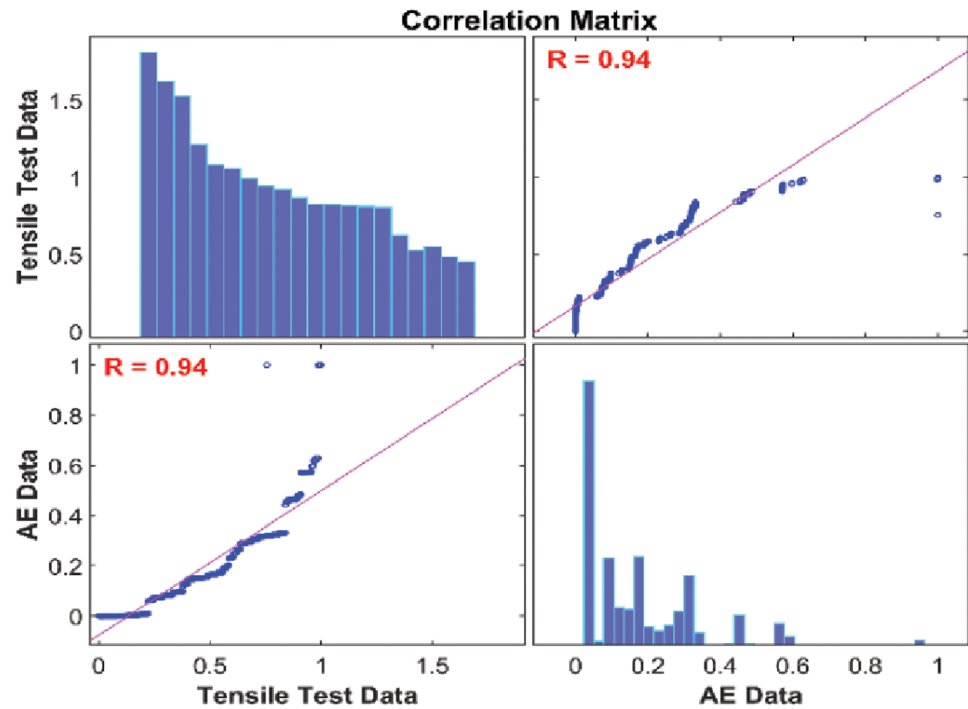 Correlation Matrix
Tensile Test Data
1.5
1
0.5
0
R = 0.94
AE Data
1
0.8
0.6
0.4
0.2
0
R = 0.94
0 0.5 1 1.5
Tensile Test Data
0 0.2 0.4 0.6 0.8 1
AE Data